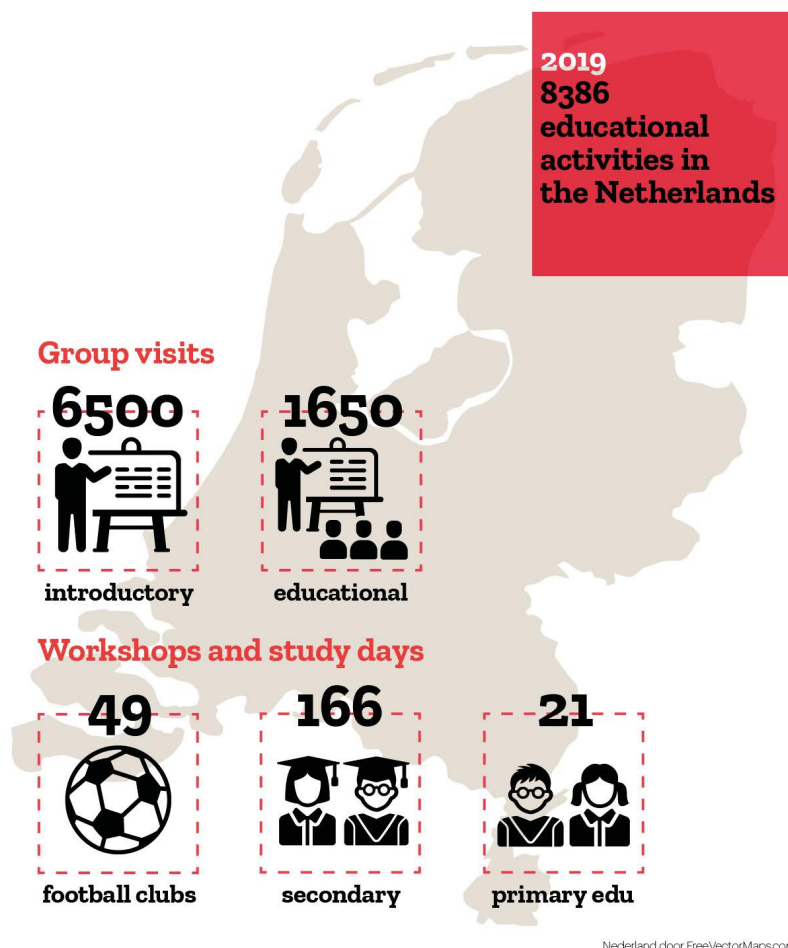 2019
8386
educational
activities in
the Netherlands
Group visits
6500
1650
introductory
educational
Workshops and study days
49
166
21
football clubs
secondary
primary edu
Nederland door FreeVectorMaps.com